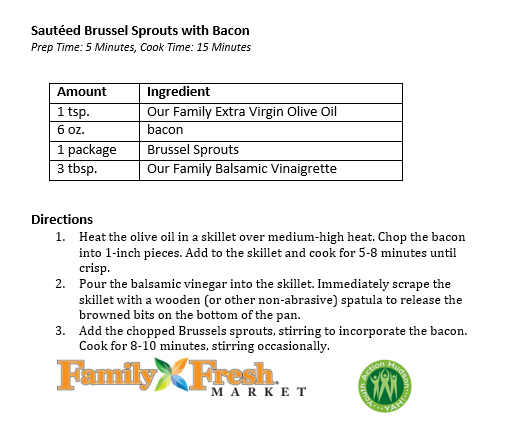 Sautéed Brussel Sprouts with Bacon
Prep Time: 5 Minutes, Cook Time: 15 Minutes
Amount Ingredient
1 tsp. Our Family Extra Virgin Olive Oil
6 oz. bacon
1 package Brussel Sprouts
3 tbsp. Our Family Balsamic Vinaigrette
Directions
1. Heat the olive oil in a skillet over medium-high heat. Chop the bacon
into 1-inch pieces. Add to the skillet and cook for 5-8 minutes until
crisp.
2. Pour the balsamic vinegar into the skillet. Immediately scrape the
skillet with a wooden (or other non-abrasive) spatula to release the
browned bits on the bottom of the pan.
3. Add the chopped Brussels sprouts, stirring to incorporate the bacon.
Cook for 8-10 minutes, stirring occasionally.
Family Fresh
MARKET
Youth Action Hudson
YAH!